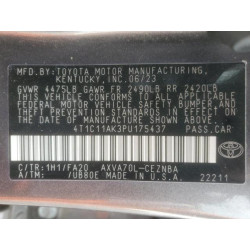 MFD. BY:
TOYOTA MOTOR MANUFACTURING,
KENTUCKY, INC. 06/23
GVWR 4475LB GAWR FR 2490LB RR 2420LB
THIS VEHICLE CONFORMS TO ALL APPLICABLE
FEDERAL MOTOR VEHICLE SAFETY, BUMPER, AND
THEFT PREVENTION STANDARDS IN EFFECT ON
THE DATE OF MANUFACTURE SHOWN ABOVE.
4T1C11AK3PU175437 PASS.CAR
C/TR: 1H1/FA20 AXVA70L-CEZNBA
A/TM: /UB80E MADE IN U.S.A.
22211